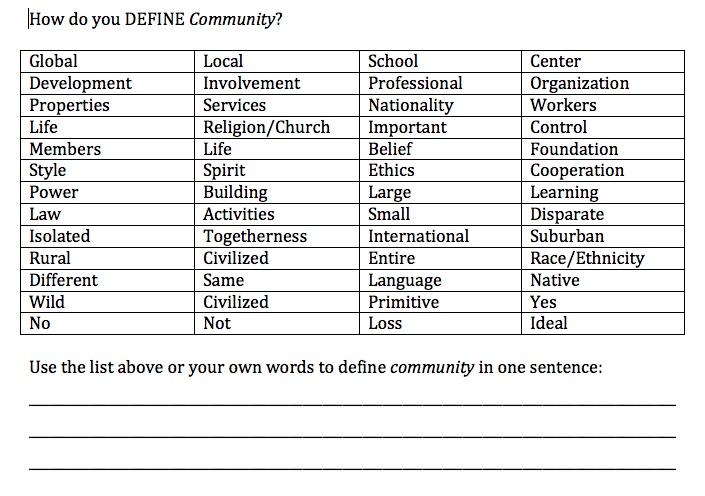 How do you DEFINE Community?
Global Local School Center
Development Involvement Professional Organization
Properties Services Nationality Workers
Life Religion/Church Important Control
Members Life Belief Foundation
Style Spirit Ethics Cooperation
Power Building Large Learning
Law Activities Small Disparate
Isolated Togetherness International Suburban
Rural Civilized Entire Race/Ethnicity
Different Same Language Native
Wild Civilized Primitive Yes
No Not Loss Ideal
Use the list above or your own words to define community in one sentence: